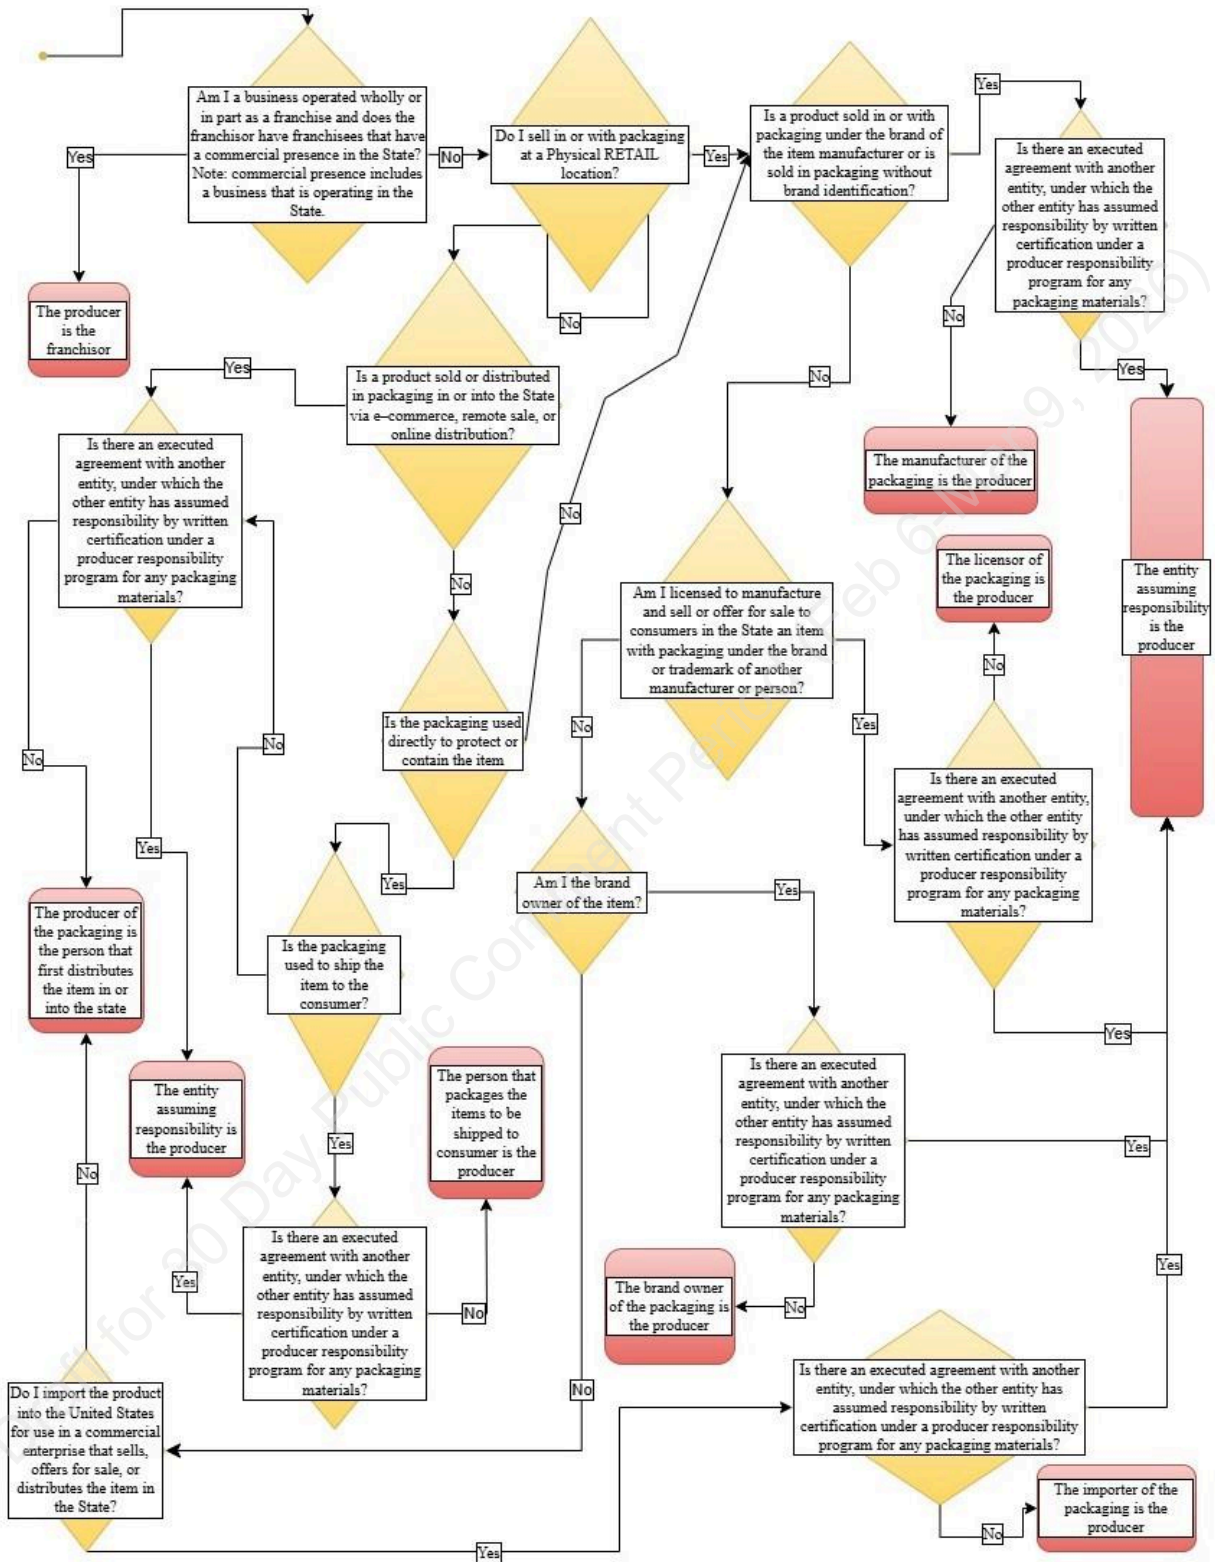 Am I a business operated wholly or
in part as a franchise and does the
franchisor have franchisees that have
a commercial presence in the State?
Note: commercial presence includes
a business that is operating in the
State.
Yes
No
Do I sell in or with packaging
at a Physical RETAIL
location?
Yes
No
Is a product sold in or with
packaging under the brand of
the item manufacturer or is
sold in packaging without
brand identification?
Yes
No
Is there an executed
agreement with another
entity, under which the
other entity has assumed
responsibility by written
certification under a
producer responsibility
program for any
packaging materials?
No
Yes
The producer
is the
franchisor
Is a product sold or distributed
in packaging in or into the State
via e–commerce, remote sale, or
online distribution?
Yes
No
The manufacturer of the
packaging is the producer
The entity
assuming
responsibility
is the
producer
Is there an executed
agreement with another
entity, under which the
other entity has assumed
responsibility by written
certification under a
producer responsibility
program for any packaging
materials?
No
Yes
No
Is the packaging used
directly to protect or
contain the item
No
Yes
Am I licensed to manufacture
and sell or offer for sale to
consumers in the State an item
with packaging under the brand
or trademark of another
manufacturer or person?
No
Yes
The licensor of
the packaging is
the producer
No
Is there an executed
agreement with another entity,
under which the other entity
has assumed responsibility by
written certification under a
producer responsibility
program for any packaging
materials?
Yes
Am I the brand
owner of the item?
Yes
No
Is the packaging
used to ship the
item to the
consumer?
Yes
The producer of
the packaging is
the person that
first distributes
the item in or
into the state
No
The entity
assuming
responsibility is
the producer
The person that
packages the
items to be
shipped to
consumer is the
producer
Is there an executed
agreement with another
entity, under which the
other entity has assumed
responsibility by written
certification under a
producer responsibility
program for any packaging
materials?
Yes
No
Is there an executed
agreement with another
entity, under which the
other entity has assumed
responsibility by written
certification under a
producer responsibility
program for any packaging
materials?
Yes
No
The brand owner
of the packaging is
the producer
Do I import the product
into the United States
for use in a commercial
enterprise that sells,
offers for sale, or
distributes the item in
the State?
Yes
Is there an executed agreement with another
entity, under which the other entity has
assumed responsibility by written
certification under a producer responsibility
program for any packaging materials?
Yes
No
The importer of the
packaging is the
producer
Draft for 30 Day Public Comment Period (Feb 6-Mar 9, 2026)